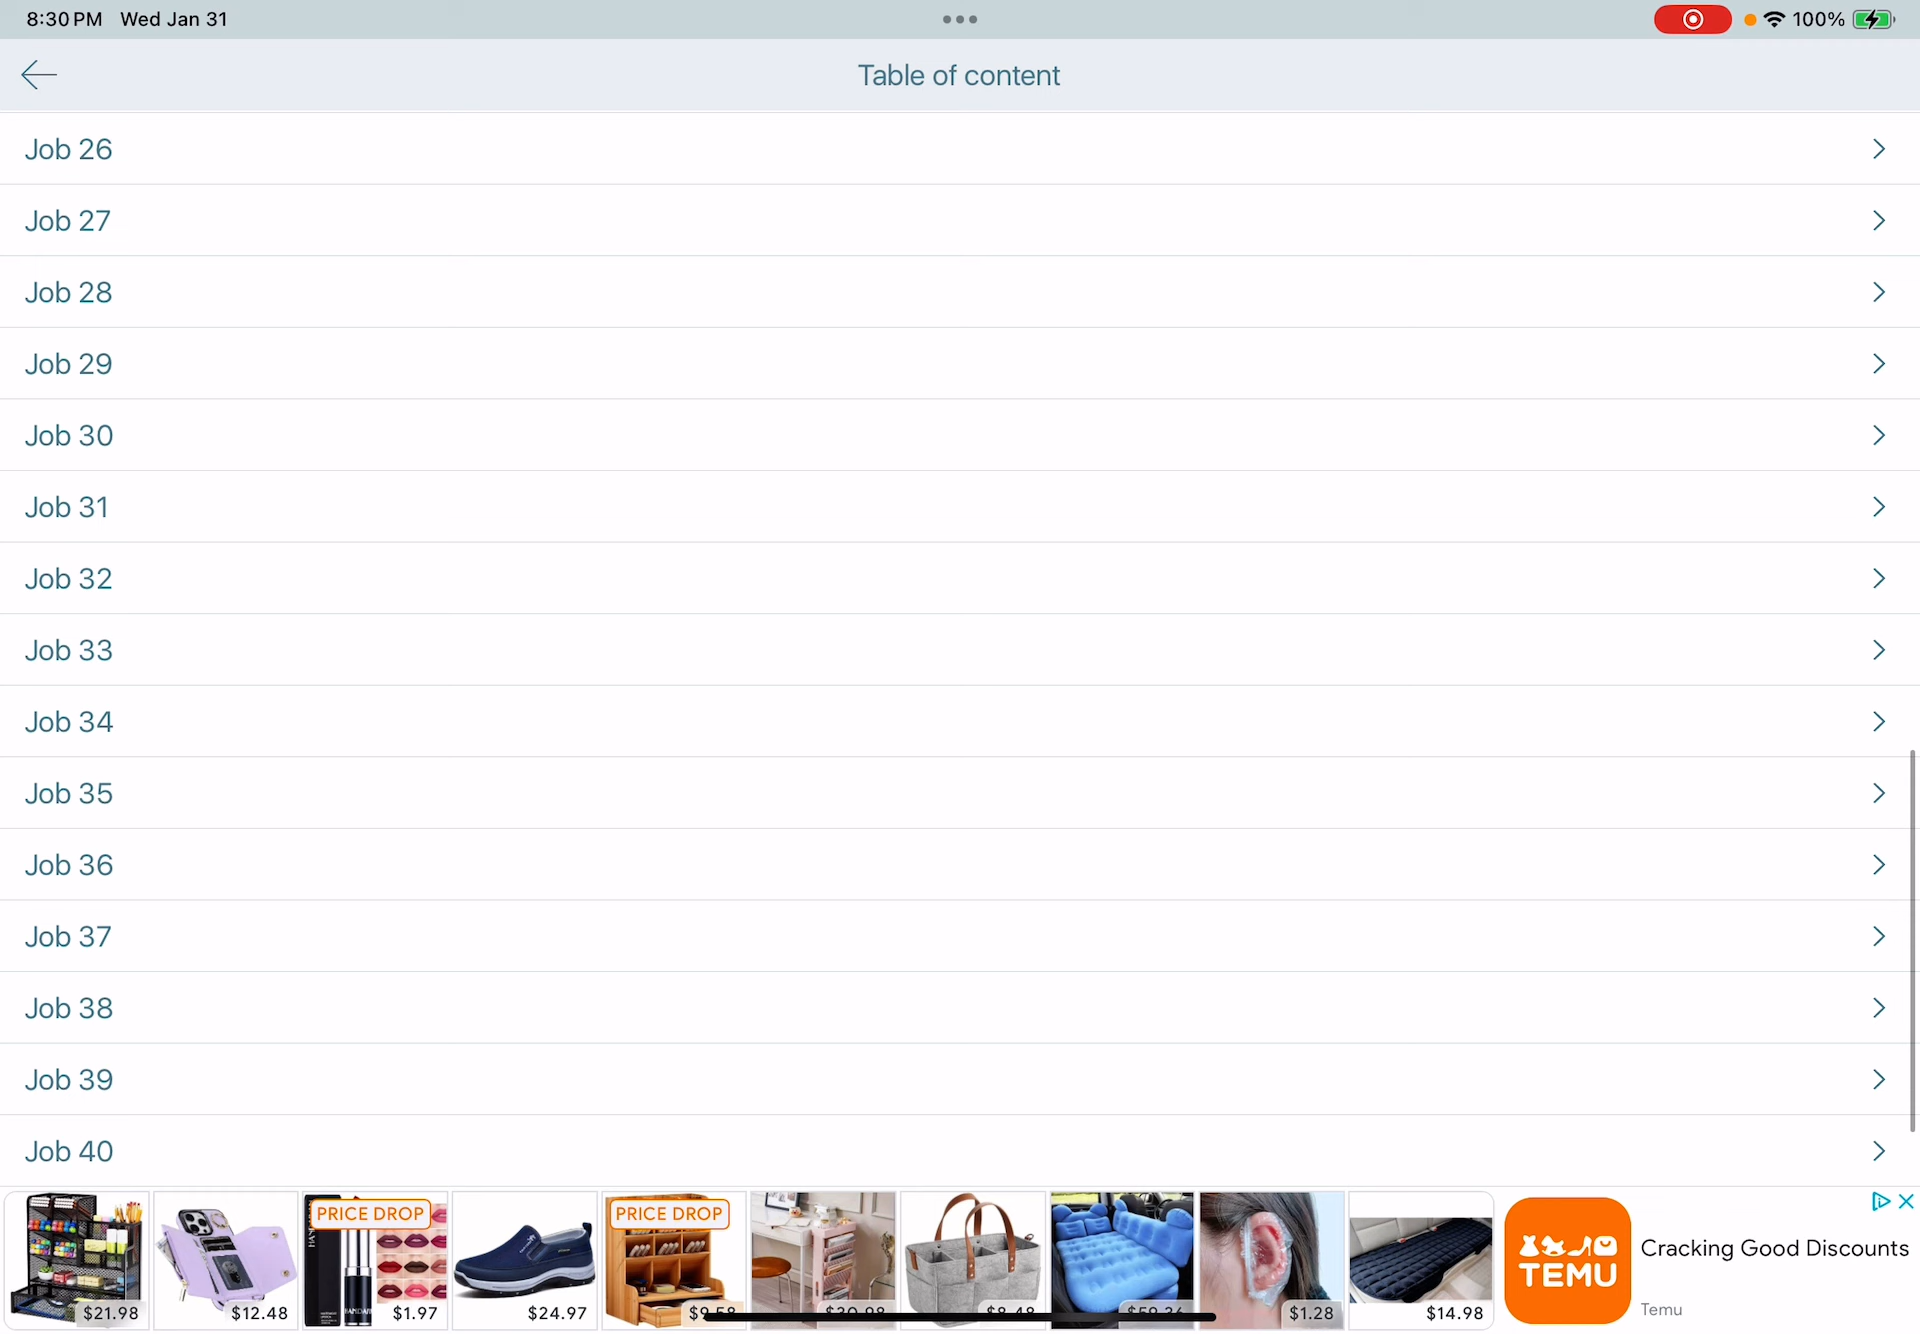 8:30 PM Wed Jan 31
100%
Table of content
Job 26
Job 27
Job 28
Job 29
Job 30
Job 31
Job 32
Job 33
Job 34
Job 35
Job 36
Job 37
Job 38
Job 39
Job 40
PRICE DROP
PRICE DROP
$21.98
$12.48
$1.97
$24.97
$1.28
$14.98
TEMU
Cracking Good Discounts
Temu